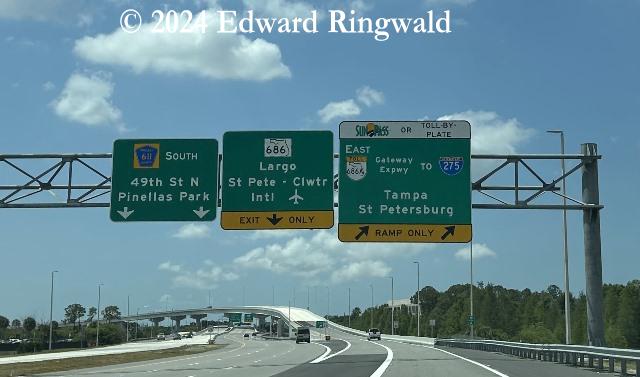 © 2024 Edward Ringwald
611 SOUTH
49th St N
Pinellas Park
686
Largo
St Pete - Clwtr
Intl
EXIT ONLY
SUNPASS OR TOLL-BY-
PLATE
EAST
TOLL
686A
Gateway
Expwy
TO
275
Tampa
St Petersburg
RAMP ONLY